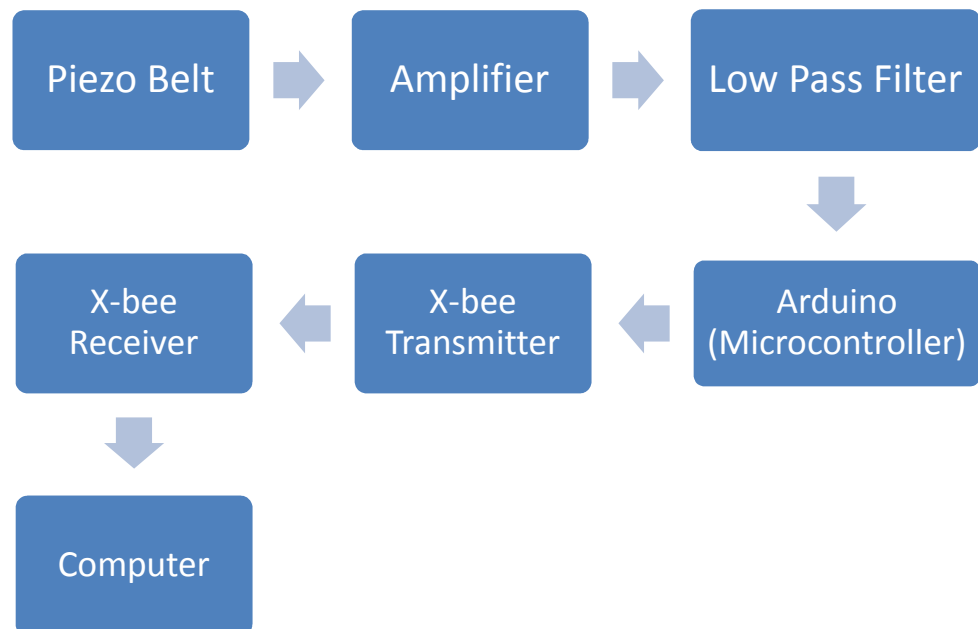 Piezo Belt
Amplifier
Low Pass Filter
Arduino
(Microcontroller)
X-bee
Transmitter
X-bee
Receiver
Computer